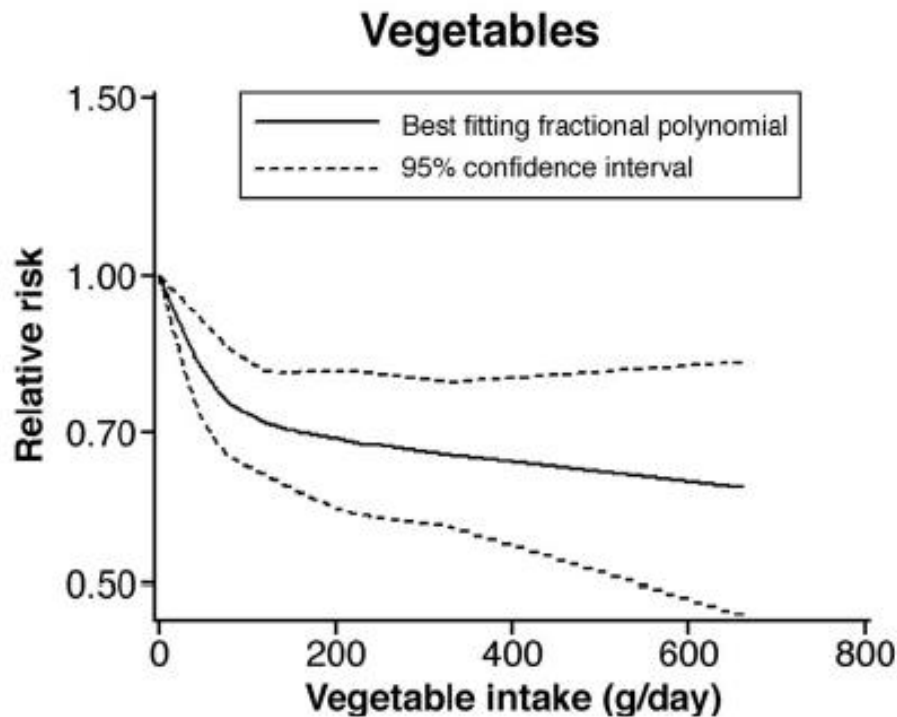 Vegetables
1.50
Best fitting fractional polynomial
95% confidence interval
1.00
0.70
0.50
Relative risk
0 200 400 600 800
Vegetable intake (g/day)